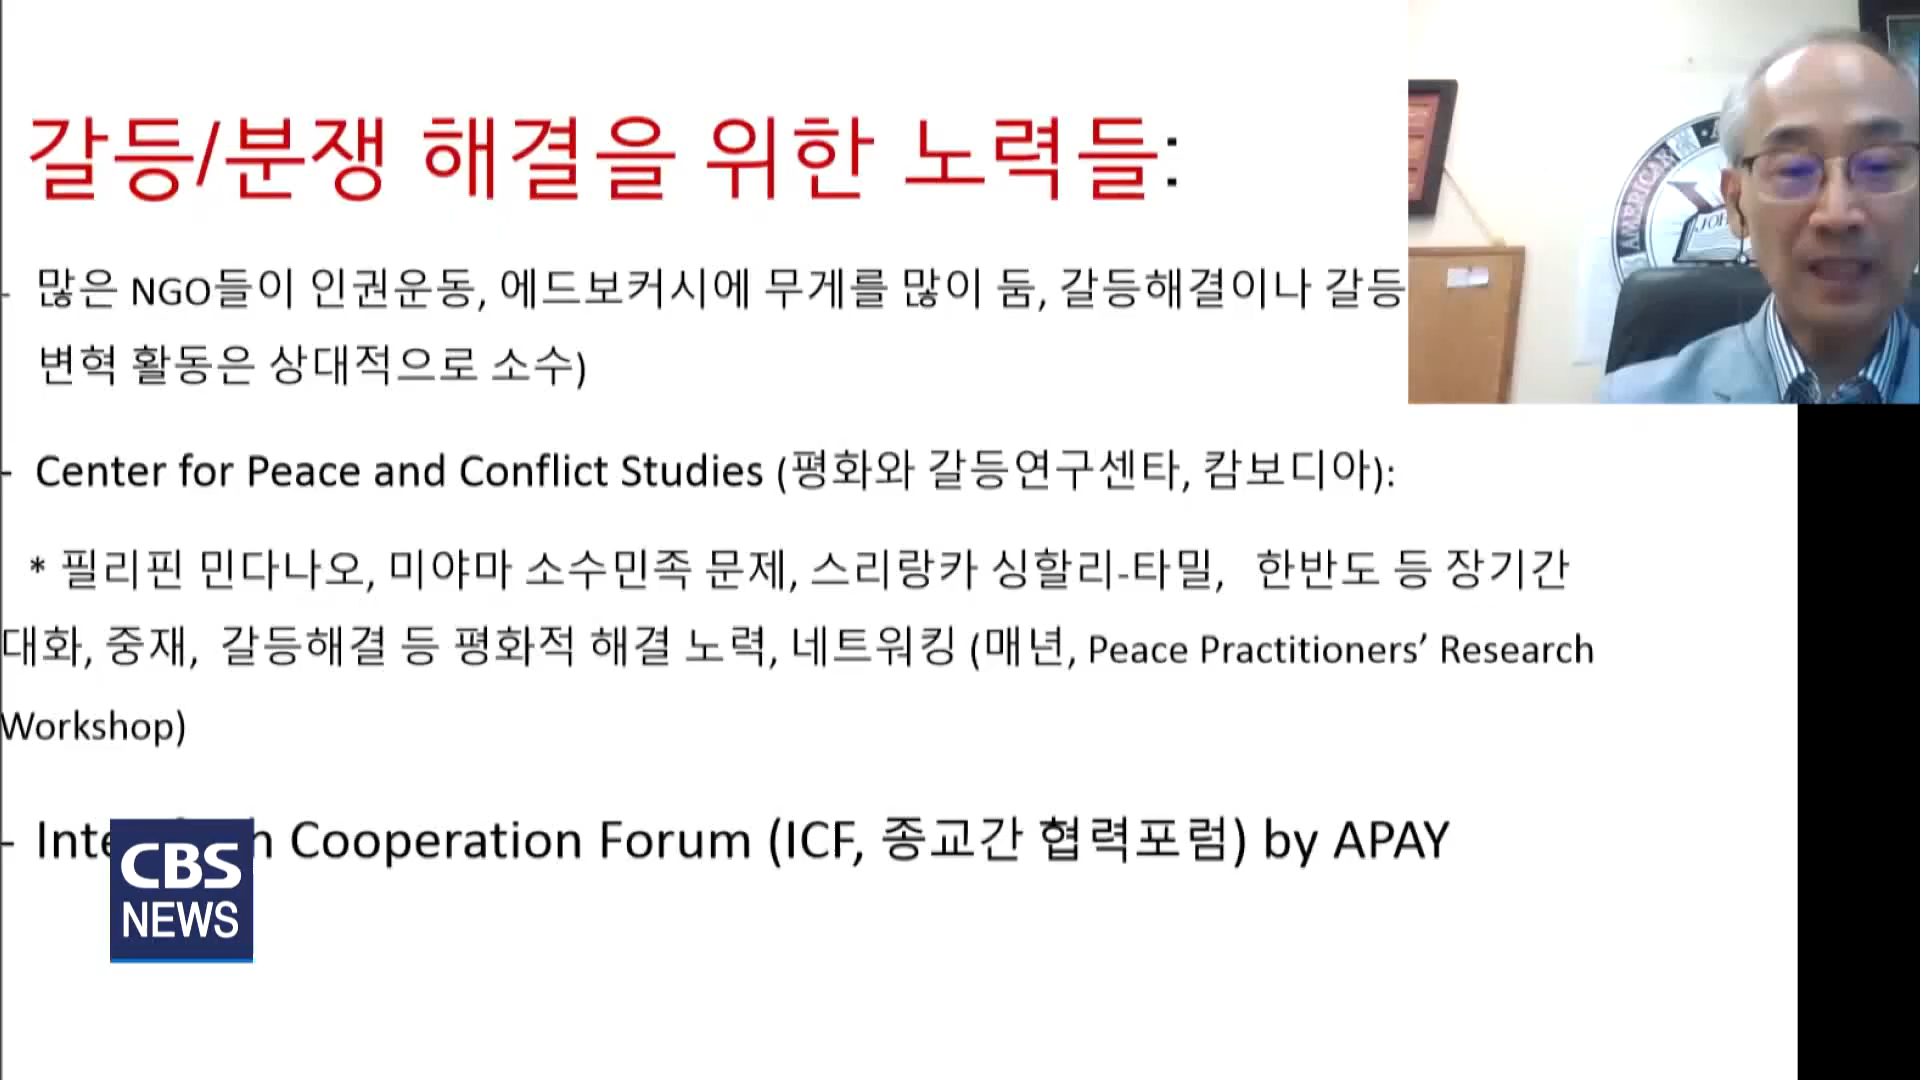 갈등/분쟁 해결을 위한 노력들:
- 많은 NGO들이 인권운동, 에드보커시에 무게를 많이 둠, 갈등해결이나 갈등
변혁 활동은 상대적으로 소수)
- Center for Peace and Conflict Studies (평화와 갈등연구센타, 캄보디아):
* 필리핀 민다나오, 미야마 소수민족 문제, 스리랑카 싱할리-타밀, 한반도 등 장기간
대화, 중재, 갈등해결 등 평화적 해결 노력, 네트워킹 (매년, Peace Practitioners' Research
Workshop)
- Cooperation Forum (ICF, 종교간 협력포럼) by APAY
CBS
NEWS
AMERICAN